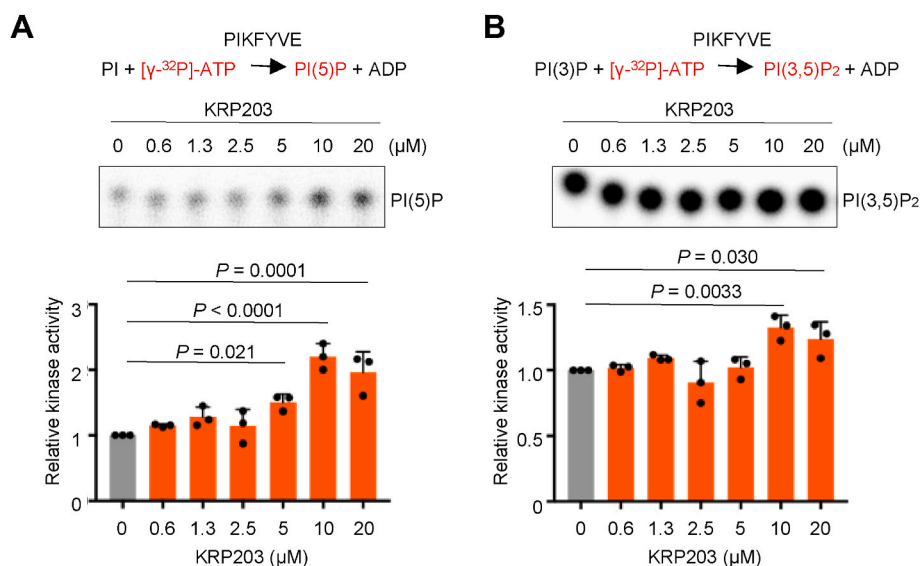 A
PIKFYVE
PI + [γ-³²P]-ATP → PI(5)P + ADP
KRP203
0 0.6 1.3 2.5 5 10 20 (μM)
PI(5)P
P = 0.0001
P < 0.0001
P = 0.021
Relative kinase activity
3
2
1
0
0 0.6 1.3 2.5 5 10 20
KRP203 (μM)
B
PIKFYVE
PI(3)P + [γ-³²P]-ATP → PI(3,5)P₂ + ADP
KRP203
0 0.6 1.3 2.5 5 10 20 (μM)
PI(3,5)P₂
P = 0.030
P = 0.0033
Relative kinase activity
1.5
1.0
0.5
0.0
0 0.6 1.3 2.5 5 10 20
KRP203 (μM)